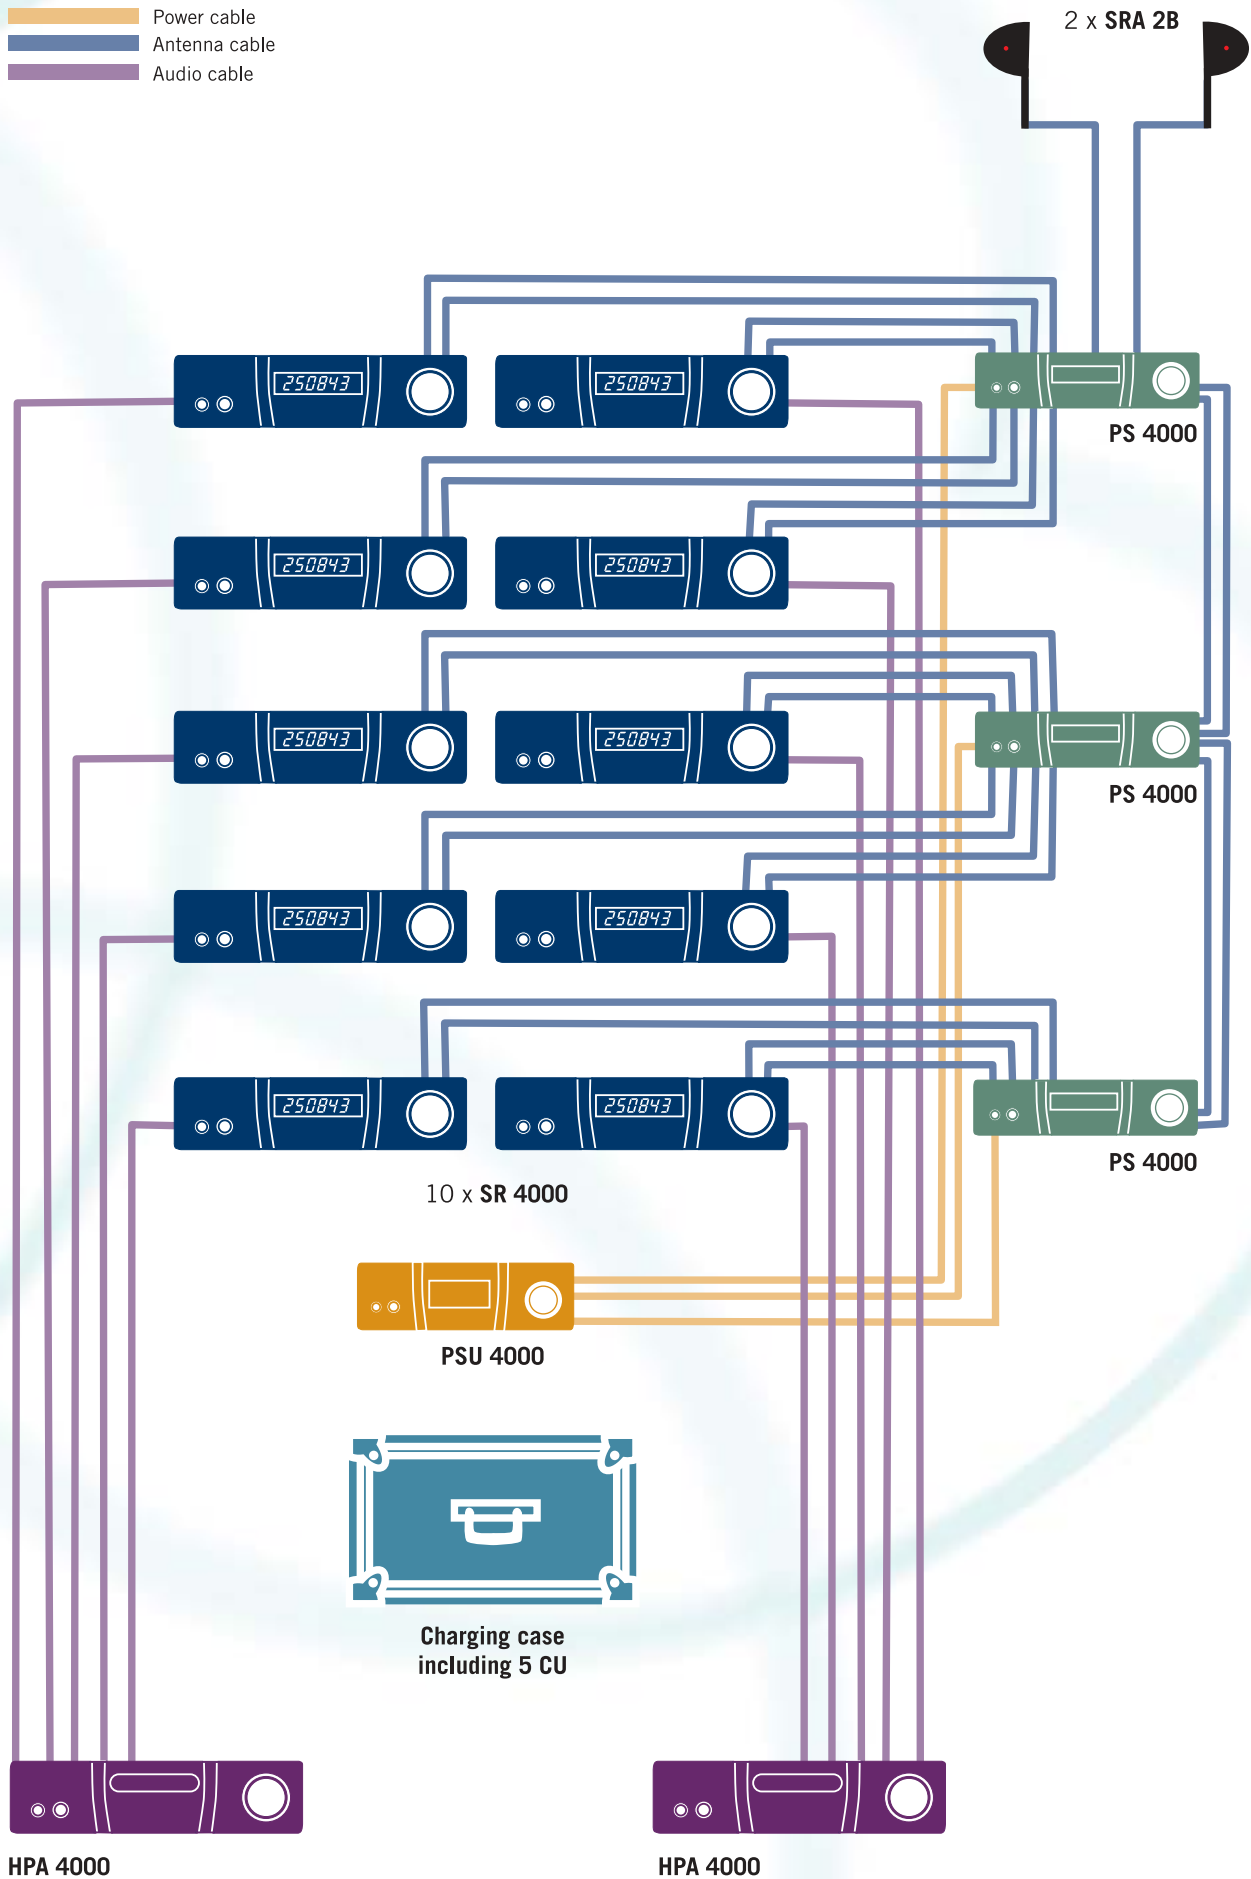 Power cable
Antenna cable
Audio cable
2 x SRA 2B
250843
250843
PS 4000
250843
250843
250843
250843
PS 4000
250843
250843
250843
250843
PS 4000
10 x SR 4000
PSU 4000
Charging case
including 5 CU
HPA 4000
HPA 4000